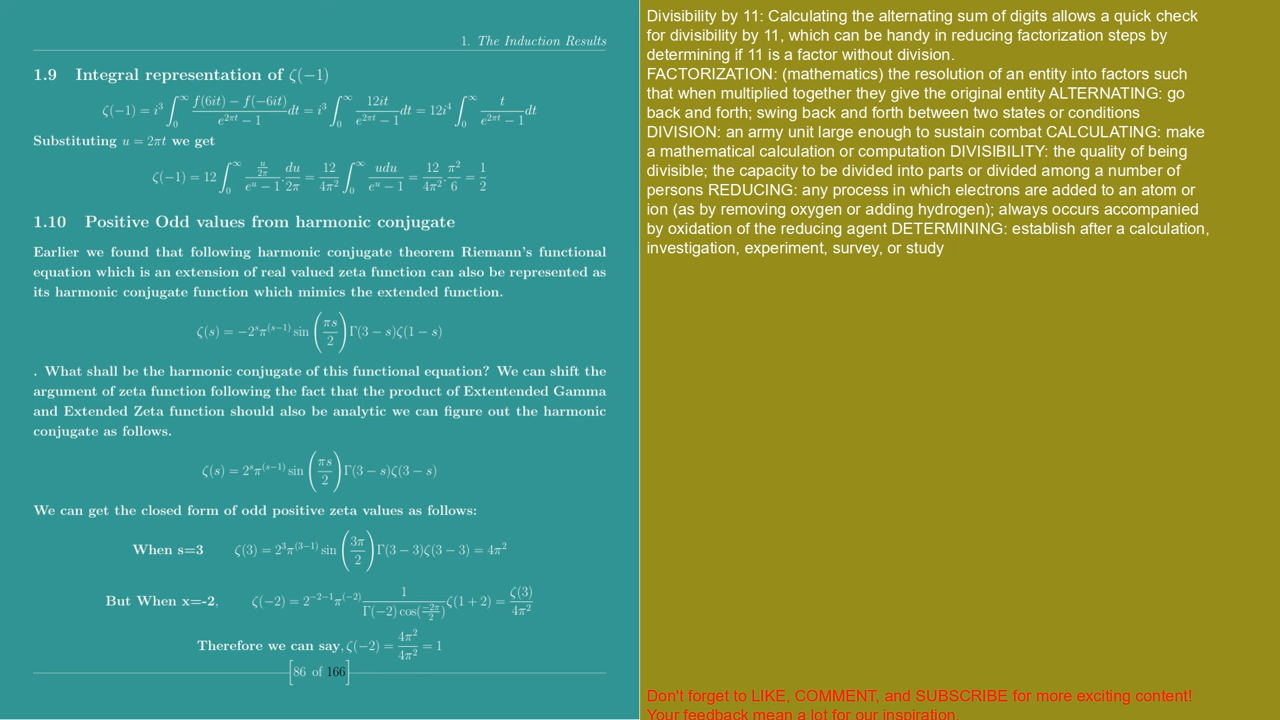 1. The Induction Results
1.9 Integral representation of ζ(−1)
ζ(−1) = i³ ∫₀^∞ (f(6it) − f(−6it))/(e^{2πt} − 1) dt = i³ ∫₀^∞ 12it/(e^{2πt} − 1) dt = 12i⁴ ∫₀^∞ t/(e^{2πt} − 1) dt
Substituting u = 2πt we get
ζ(−1) = 12 ∫₀^∞ (u/2π)/(e^u − 1) . du/2π = 12/4π² ∫₀^∞ udu/(e^u − 1) = 12/4π² . π²/6 = 1/2
1.10 Positive Odd values from harmonic conjugate
Earlier we found that following harmonic conjugate theorem Riemann's functional
equation which is an extension of real valued zeta function can also be represented as
its harmonic conjugate function which mimics the extended function.
ζ(s) = −2^s π^{(s−1)} sin(πs/2) Γ(3 − s)ζ(1 − s)
. What shall be the harmonic conjugate of this functional equation? We can shift the
argument of zeta function following the fact that the product of Extentended Gamma
and Extended Zeta function should also be analytic we can figure out the harmonic
conjugate as follows.
ζ(s) = 2^s π^{(s−1)} sin(πs/2) Γ(3 − s)ζ(3 − s)
We can get the closed form of odd positive zeta values as follows:
When s=3 ζ(3) = 2³π^{(3−1)} sin(3π/2) Γ(3 − 3)ζ(3 − 3) = 4π²
But When x=-2, ζ(−2) = 2^{−2−1}π^{(−2)} 1/(Γ(−2) cos(−2π/2)) ζ(1 + 2) = ζ(3)/4π²
Therefore we can say, ζ(−2) = 4π²/4π² = 1
[86 of 166]
Divisibility by 11: Calculating the alternating sum of digits allows a quick check
for divisibility by 11, which can be handy in reducing factorization steps by
determining if 11 is a factor without division.
FACTORIZATION: (mathematics) the resolution of an entity into factors such
that when multiplied together they give the original entity ALTERNATING: go
back and forth; swing back and forth between two states or conditions
DIVISION: an army unit large enough to sustain combat CALCULATING: make
a mathematical calculation or computation DIVISIBILITY: the quality of being
divisible; the capacity to be divided into parts or divided among a number of
persons REDUCING: any process in which electrons are added to an atom or
ion (as by removing oxygen or adding hydrogen); always occurs accompanied
by oxidation of the reducing agent DETERMINING: establish after a calculation,
investigation, experiment, survey, or study
Don't forget to LIKE, COMMENT, and SUBSCRIBE for more exciting content!
Your feedback mean a lot for our inspiration.